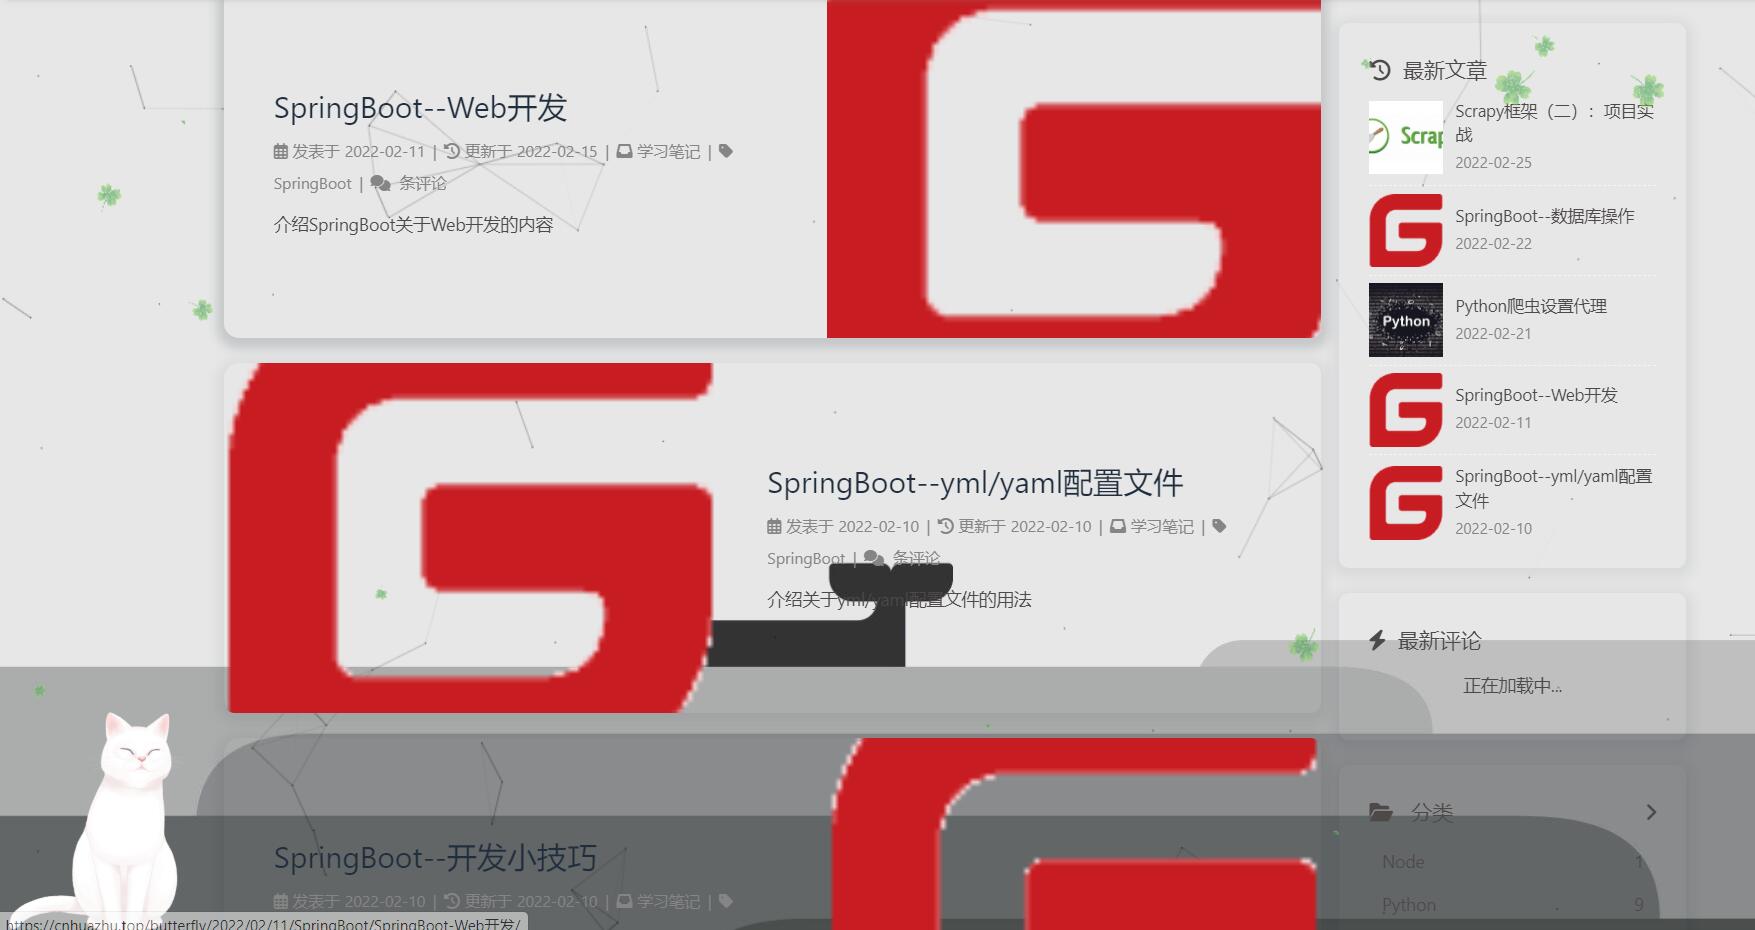 SpringBoot--Web开发
发表于 2022-02-11 | 更新于 2022-02-15 | 学习笔记 |
SpringBoot | 条评论
介绍SpringBoot关于Web开发的内容
SpringBoot--yml/yaml配置文件
发表于 2022-02-10 | 更新于 2022-02-10 | 学习笔记 |
SpringBoot | 条评论
介绍关于yml/yaml配置文件的用法
SpringBoot--开发小技巧
发表于 2022-02-10 | 更新于 2022-02-10 | 学习笔记 |
最新文章
Scrap
Scrapy框架（二）：项目实
战
2022-02-25
SpringBoot--数据库操作
2022-02-22
Python
Python爬虫设置代理
2022-02-21
SpringBoot--Web开发
2022-02-11
SpringBoot--yml/yaml配置
文件
2022-02-10
最新评论
正在加载中...
分类
Node 1
Python 9
https://cnhuazhu.top/butterfly/2022/02/11/SpringBoot/SpringBoot-Web开发/